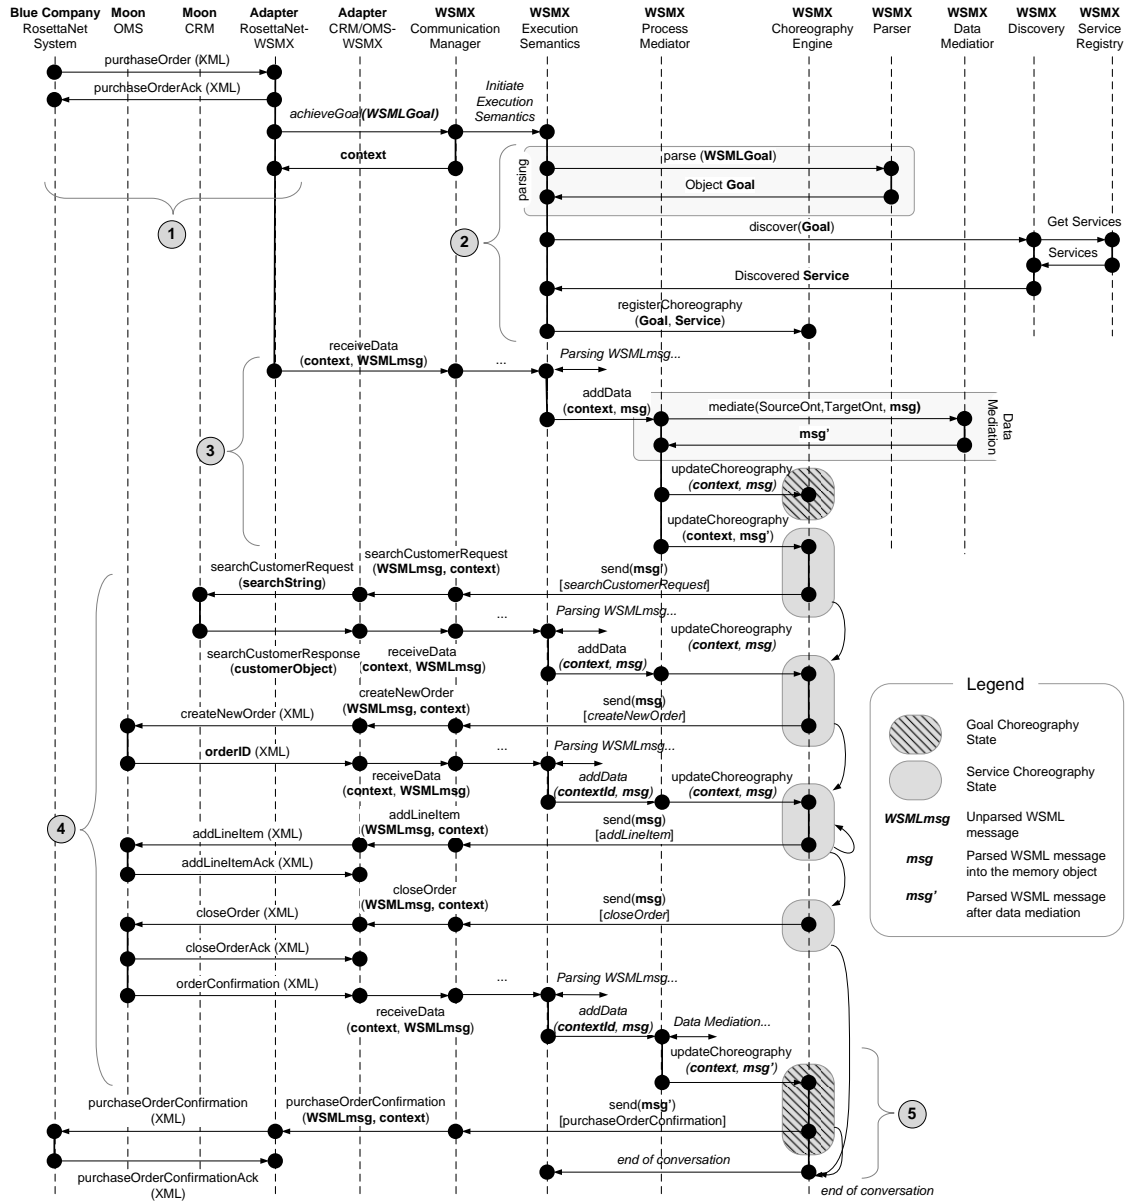 Blue Company
RosettaNet
System
Moon
OMS
Moon
CRM
Adapter
RosettaNet-
WSMX
Adapter
CRM/OMS-
WSMX
WSMX
Communication
Manager
WSMX
Execution
Semantics
WSMX
Process
Mediator
WSMX
Choreography
Engine
WSMX
Parser
WSMX
Data
Mediatior
WSMX
Discovery
WSMX
Service
Registry
purchaseOrder (XML)
purchaseOrderAck (XML)
achieveGoal(WSMLGoal)
Initiate
Execution
Semantics
context
parsing
parse (WSMLGoal)
Object Goal
1
2
discover(Goal)
Get Services
Services
Discovered Service
registerChoreography
(Goal, Service)
receiveData
(context, WSMLmsg)
...
Parsing WSMLmsg...
addData
(context, msg)
mediate(SourceOnt,TargetOnt, msg)
msg'
Data
Mediation
3
updateChoreography
(context, msg)
updateChoreography
(context, msg')
searchCustomerRequest
(searchString)
searchCustomerRequest
(WSMLmsg, context)
send(msg')
[searchCustomerRequest]
...
Parsing WSMLmsg...
searchCustomerResponse
(customerObject)
receiveData
(context, WSMLmsg)
addData
(context, msg)
updateChoreography
(context, msg)
createNewOrder (XML)
createNewOrder
(WSMLmsg, context)
send(msg)
[createNewOrder]
orderID (XML)
...
Parsing WSMLmsg...
receiveData
(context, WSMLmsg)
addData
(contextId, msg)
updateChoreography
(context, msg)
4
addLineItem (XML)
addLineItem
(WSMLmsg, context)
send(msg)
[addLineItem]
addLineItemAck (XML)
closeOrder (XML)
closeOrder
(WSMLmsg, context)
send(msg)
[closeOrder]
closeOrderAck (XML)
orderConfirmation (XML)
...
Parsing WSMLmsg...
receiveData
(context, WSMLmsg)
addData
(contextId, msg)
Data Mediation...
updateChoreography
(context, msg')
5
purchaseOrderConfirmation
(XML)
purchaseOrderConfirmation
(WSMLmsg, context)
send(msg')
[purchaseOrderConfirmation]
purchaseOrderConfirmationAck
(XML)
end of conversation
end of conversation
Legend
Goal Choreography
State
Service Choreography
State
WSMLmsg
Unparsed WSML
message
msg
Parsed WSML message
into the memory object
msg'
Parsed WSML message
after data mediation